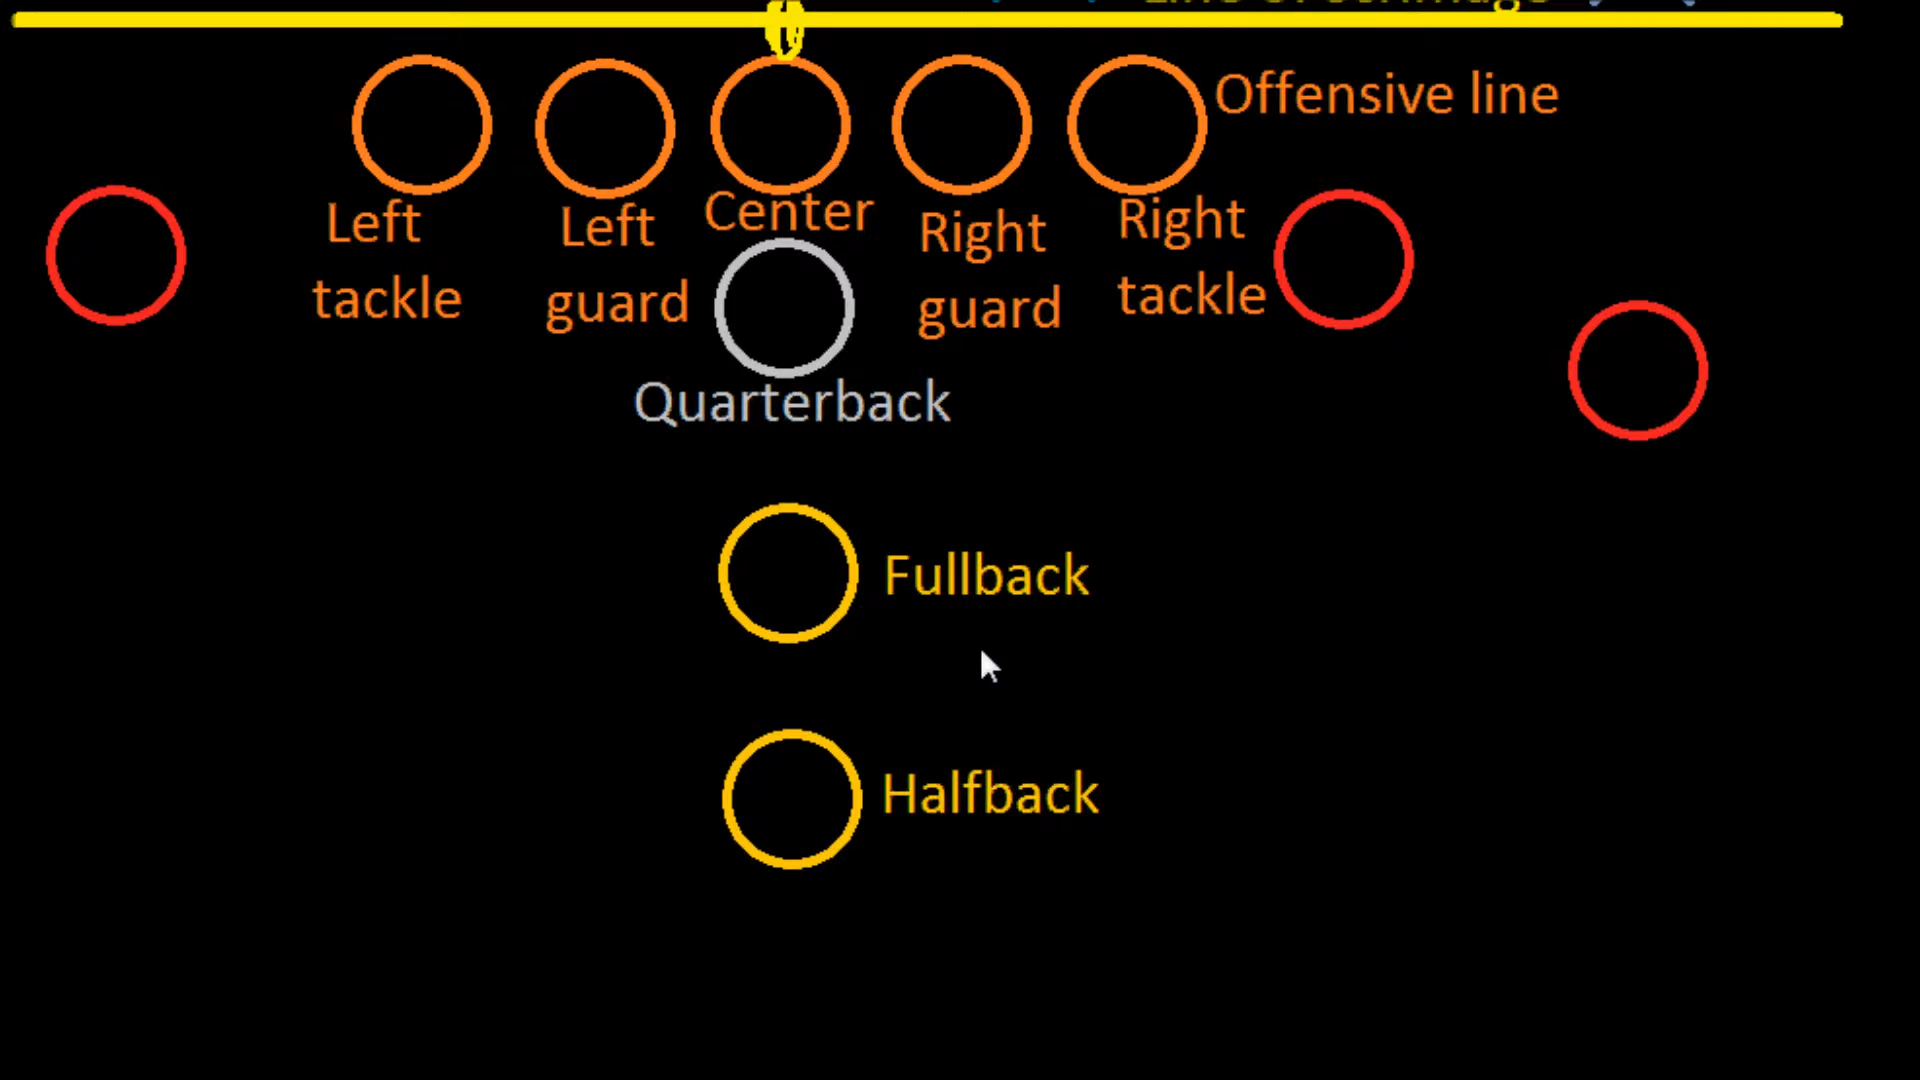 Offensive line
Left tackle
Left guard
Center
Right guard
Right tackle
Quarterback
Fullback
Halfback